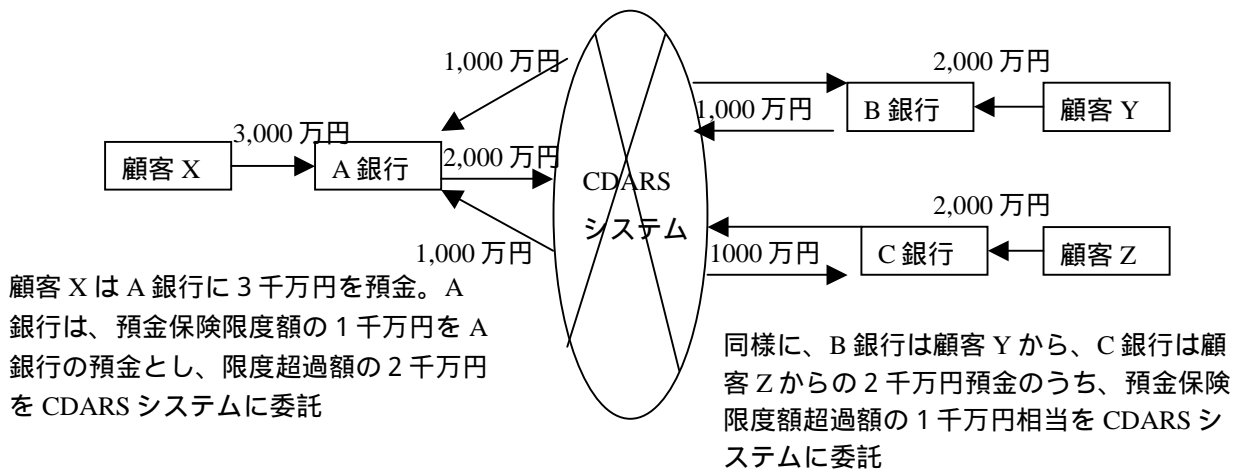 1,000 万円
2,000 万円
3,000 万円
1,000 万円
B 銀行
顧客 Y
顧客 X
A 銀行
2,000 万円
CDARS
システム
2,000 万円
1,000 万円
1000 万円
C 銀行
顧客 Z
顧客 X は A 銀行に 3 千万円を預金。A
銀行は、預金保険限度額の 1 千万円を A
銀行の預金とし、限度超過額の 2 千万円
を CDARS システムに委託
同様に、B 銀行は顧客 Y から、C 銀行は顧
客 Z からの 2 千万円預金のうち、預金保険
限度額超過額の 1 千万円相当を CDARS シ
ステムに委託